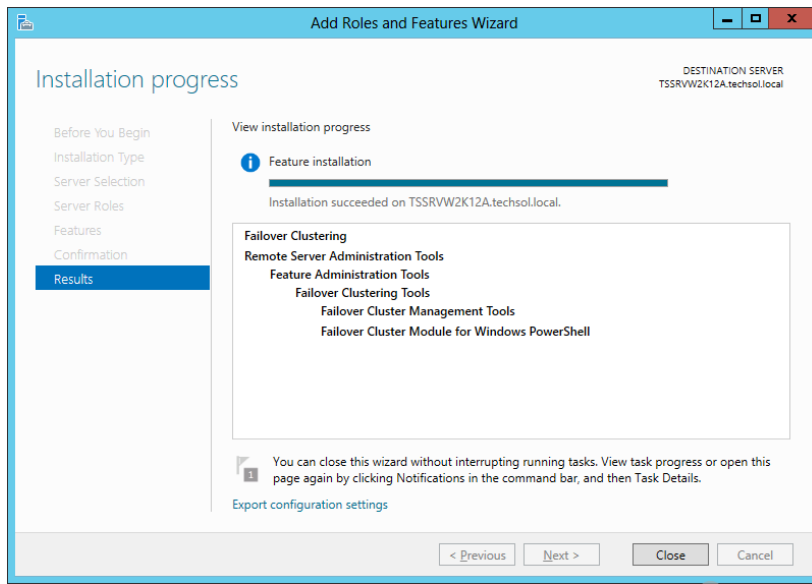 Add Roles and Features Wizard
Installation progress
DESTINATION SERVER
TSSRVW2K12A.techsol.local
Before You Begin
Installation Type
Server Selection
Server Roles
Features
Confirmation
Results
View installation progress
Feature installation
Installation succeeded on TSSRVW2K12A.techsol.local.
Failover Clustering
Remote Server Administration Tools
Feature Administration Tools
Failover Clustering Tools
Failover Cluster Management Tools
Failover Cluster Module for Windows PowerShell
1
You can close this wizard without interrupting running tasks. View task progress or open this
page again by clicking Notifications in the command bar, and then Task Details.
Export configuration settings
< Previous
Next >
Close
Cancel